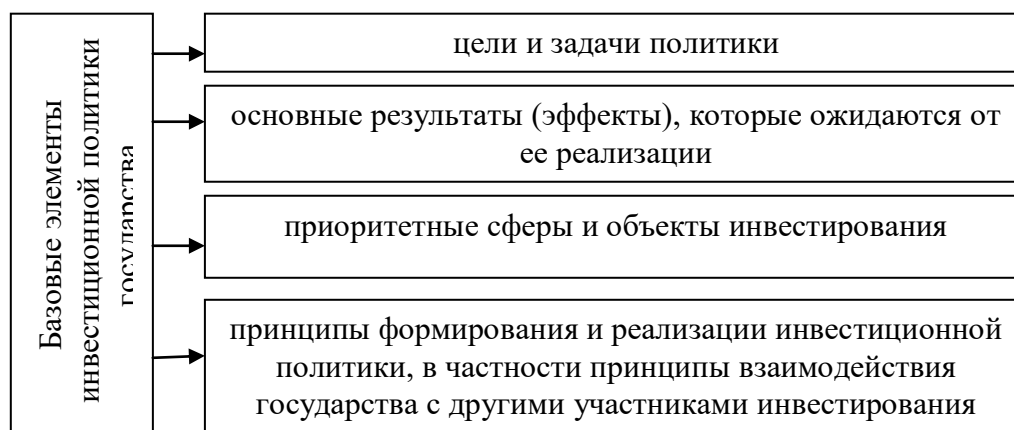 Базовые элементы
инвестиционной политики
государства
цели и задачи политики
основные результаты (эффекты), которые ожидаются от
ее реализации
приоритетные сферы и объекты инвестирования
принципы формирования и реализации инвестиционной
политики, в частности принципы взаимодействия
государства с другими участниками инвестирования